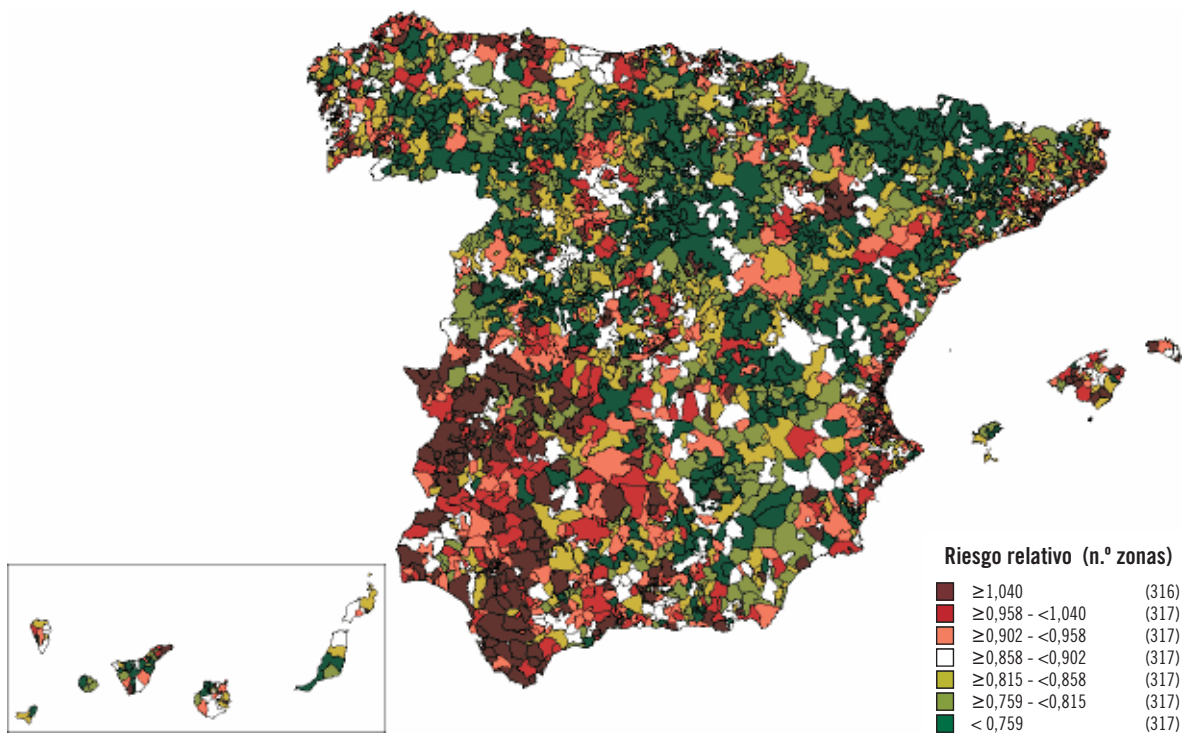 Riesgo relativo (n.º zonas)
≥1,040 (316)
≥0,958 - <1,040 (317)
≥0,902 - <0,958 (317)
≥0,858 - <0,902 (317)
≥0,815 - <0,858 (317)
≥0,759 - <0,815 (317)
< 0,759 (317)